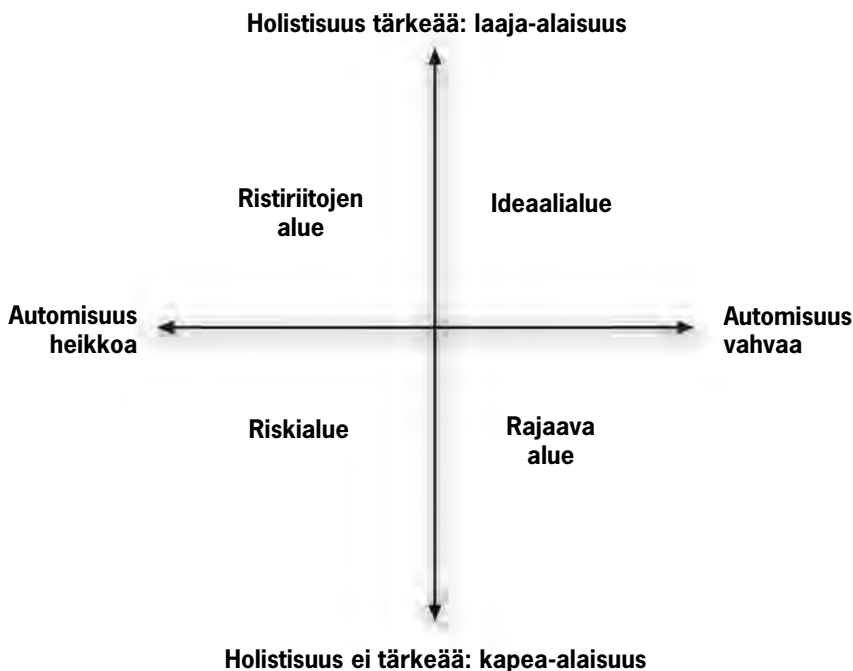 Holistisuus tärkeää: laaja-alaisuus
Ristiriitojen
alue
Ideaalialue
Automisuus
heikkoa
Automisuus
vahvaa
Riskialue
Rajaava
alue
Holistisuus ei tärkeää: kapea-alaisuus